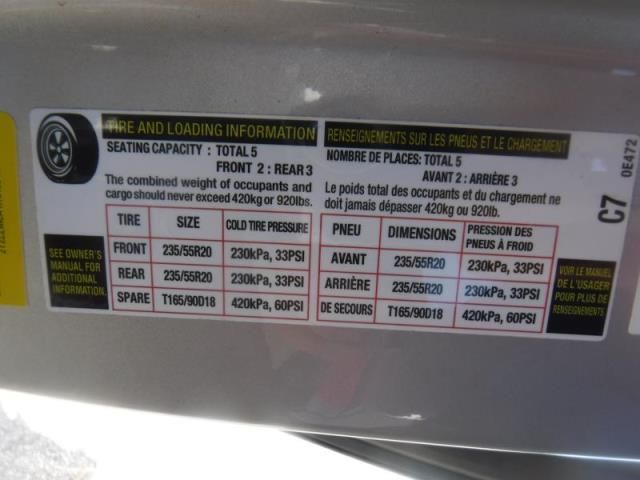 TIRE AND LOADING INFORMATION
SEATING CAPACITY : TOTAL 5
FRONT 2 : REAR 3
The combined weight of occupants and
cargo should never exceed 420kg or 920lbs.
TIRE SIZE COLD TIRE PRESSURE
FRONT 235/55R20 230kPa, 33PSI
REAR 235/55R20 230kPa, 33PSI
SPARE T165/90D18 420kPa, 60PSI
SEE OWNER'S
MANUAL FOR
ADDITIONAL
INFORMATION.
RENSEIGNEMENTS SUR LES PNEUS ET LE CHARGEMENT
NOMBRE DE PLACES: TOTAL 5
AVANT 2 : ARRIÈRE 3
Le poids total des occupants et du chargement ne
doit jamais dépasser 420kg ou 920lb.
PNEU DIMENSIONS PRESSION DES
PNEUS À FROID
AVANT 235/55R20 230kPa, 33PSI
ARRIÈRE 235/55R20 230kPa, 33PSI
DE SECOURS T165/90D18 420kPa, 60PSI
VOIR LE MANUEL
DE L'USAGER
POUR PLUS DE
RENSEIGNEMENTS.
C7
0E472